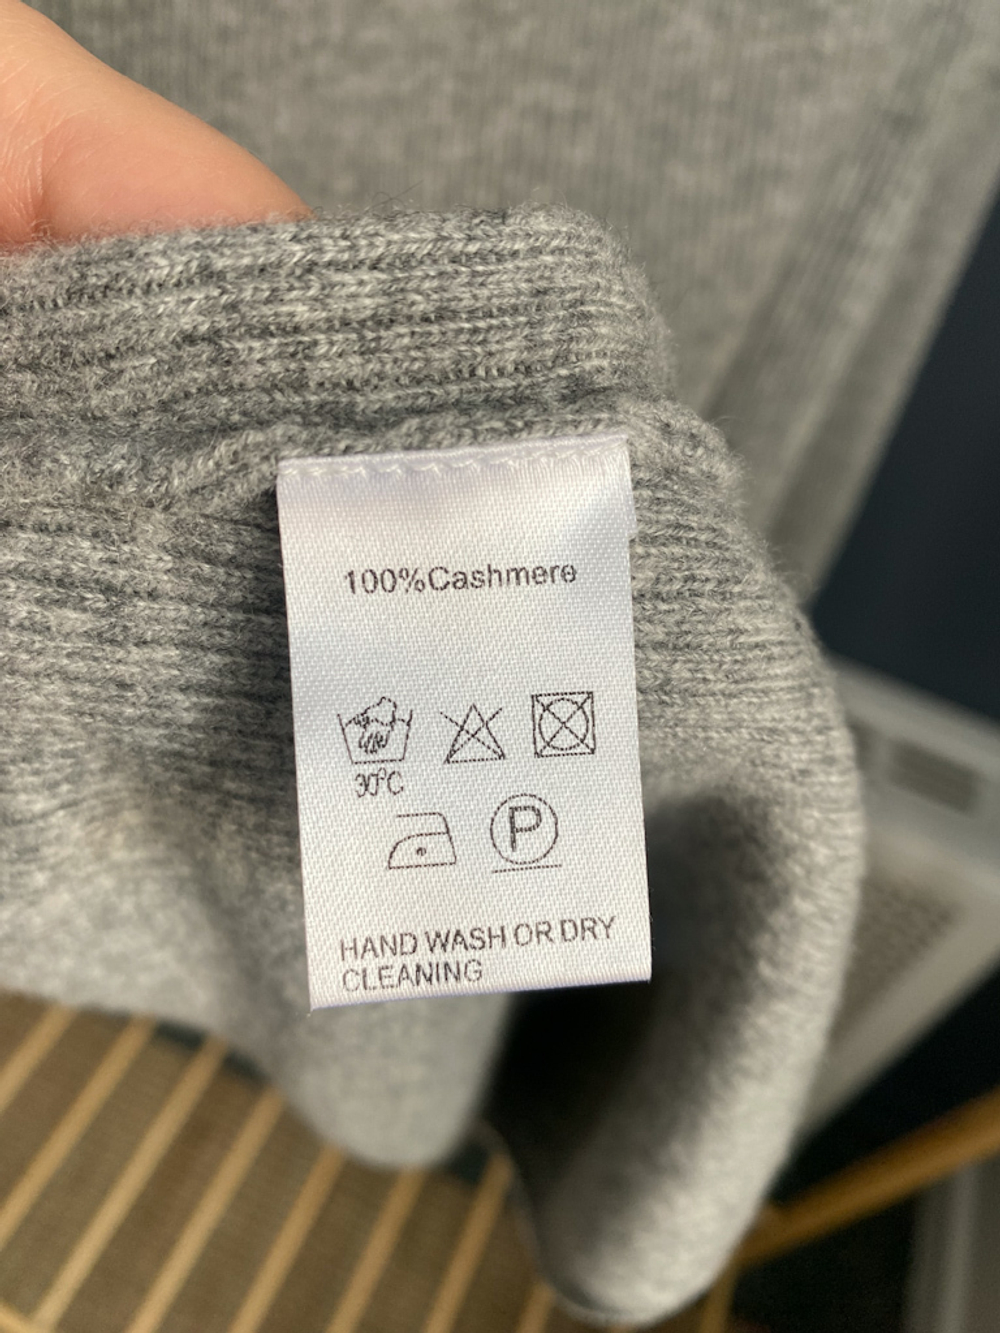 100%Cashmere
30°C
P
HAND WASH OR DRY
CLEANING